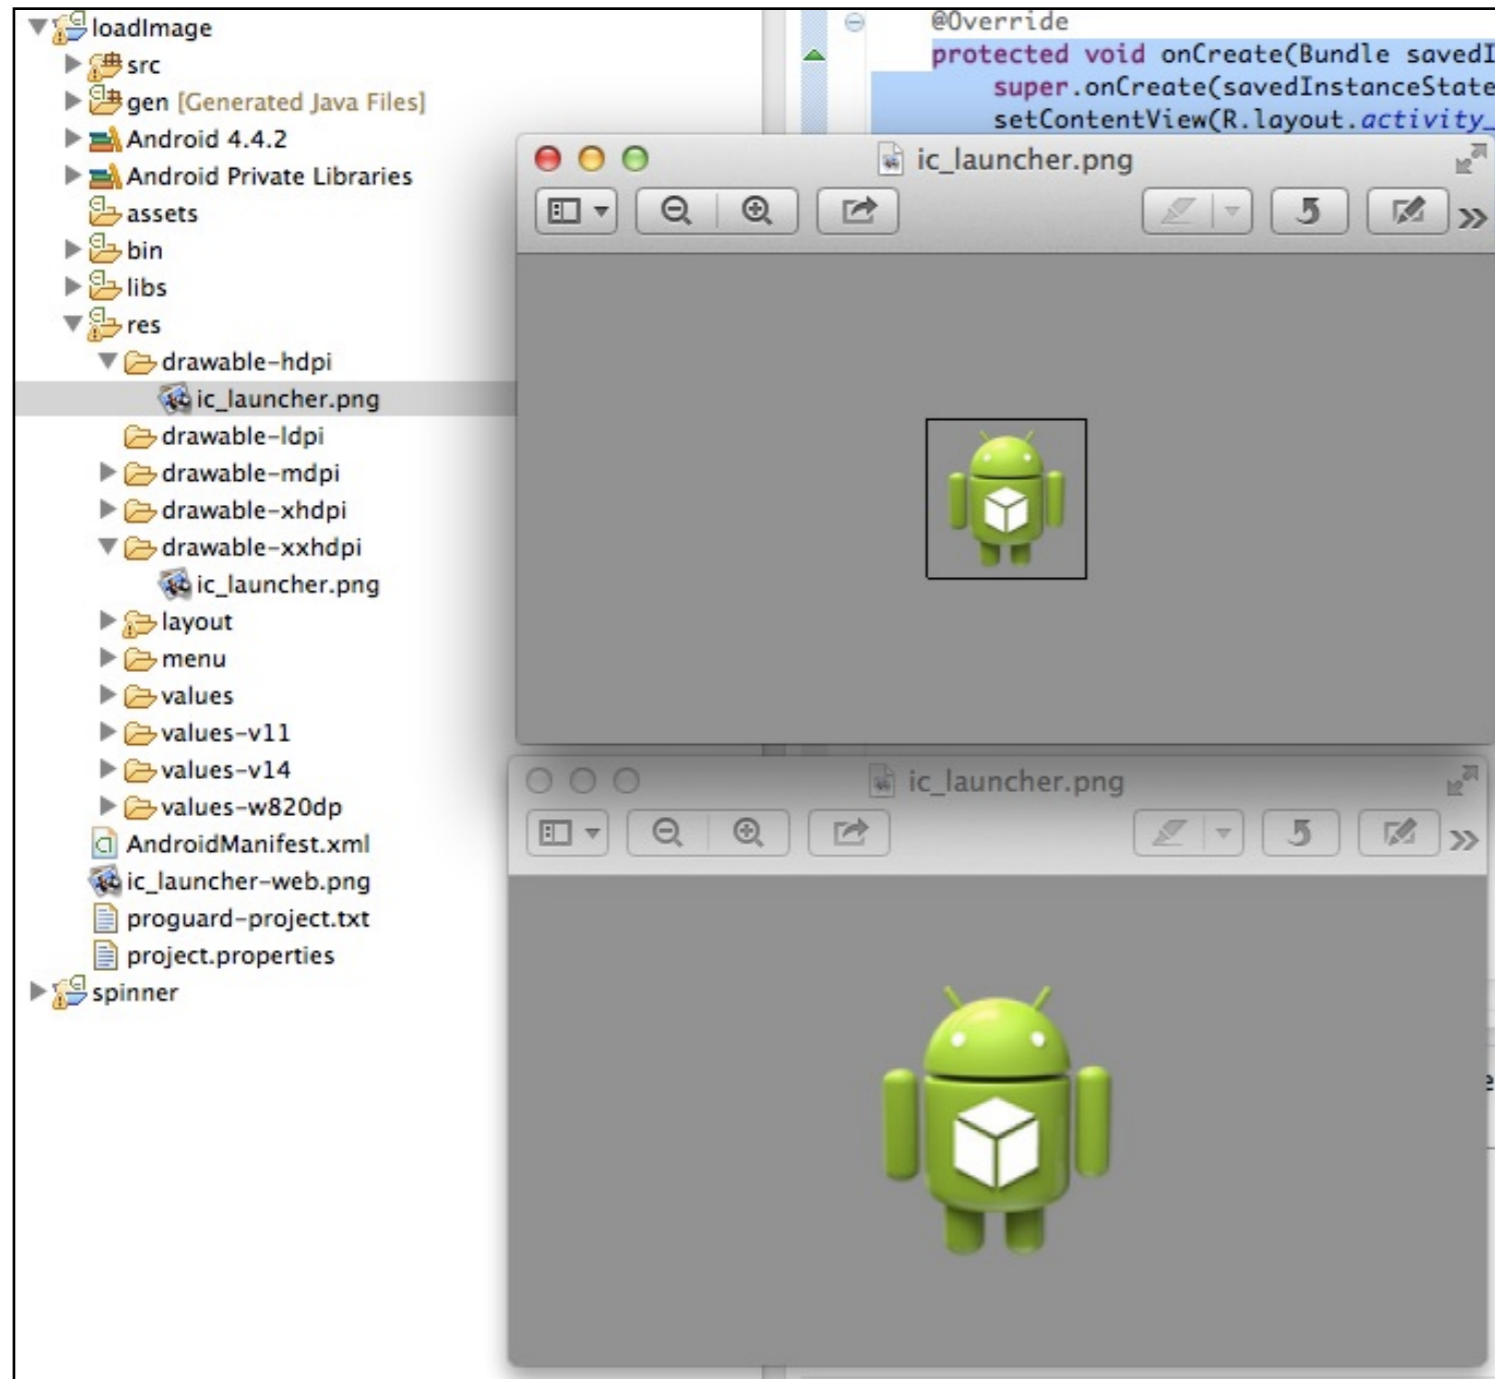 loadImage
src
gen [Generated Java Files]
Android 4.4.2
Android Private Libraries
assets
bin
libs
res
drawable-hdpi
ic_launcher.png
drawable-ldpi
drawable-mdpi
drawable-xhdpi
drawable-xxhdpi
ic_launcher.png
layout
menu
values
values-v11
values-v14
values-w820dp
AndroidManifest.xml
ic_launcher-web.png
proguard-project.txt
project.properties
spinner
@Override
protected void onCreate(Bundle savedI
super.onCreate(savedInstanceState
setContentView(R.layout.activity_
ic_launcher.png
ic_launcher.png